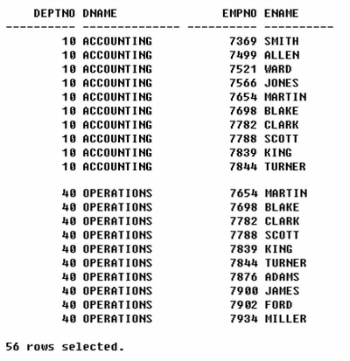 DEPTNO DNAME EMPNO ENAME
---------- -------------- ---------- ----------
10 ACCOUNTING 7369 SMITH
10 ACCOUNTING 7499 ALLEN
10 ACCOUNTING 7521 WARD
10 ACCOUNTING 7566 JONES
10 ACCOUNTING 7654 MARTIN
10 ACCOUNTING 7698 BLAKE
10 ACCOUNTING 7782 CLARK
10 ACCOUNTING 7788 SCOTT
10 ACCOUNTING 7839 KING
10 ACCOUNTING 7844 TURNER
40 OPERATIONS 7654 MARTIN
40 OPERATIONS 7698 BLAKE
40 OPERATIONS 7782 CLARK
40 OPERATIONS 7788 SCOTT
40 OPERATIONS 7839 KING
40 OPERATIONS 7844 TURNER
40 OPERATIONS 7876 ADAMS
40 OPERATIONS 7900 JAMES
40 OPERATIONS 7902 FORD
40 OPERATIONS 7934 MILLER
56 rows selected.